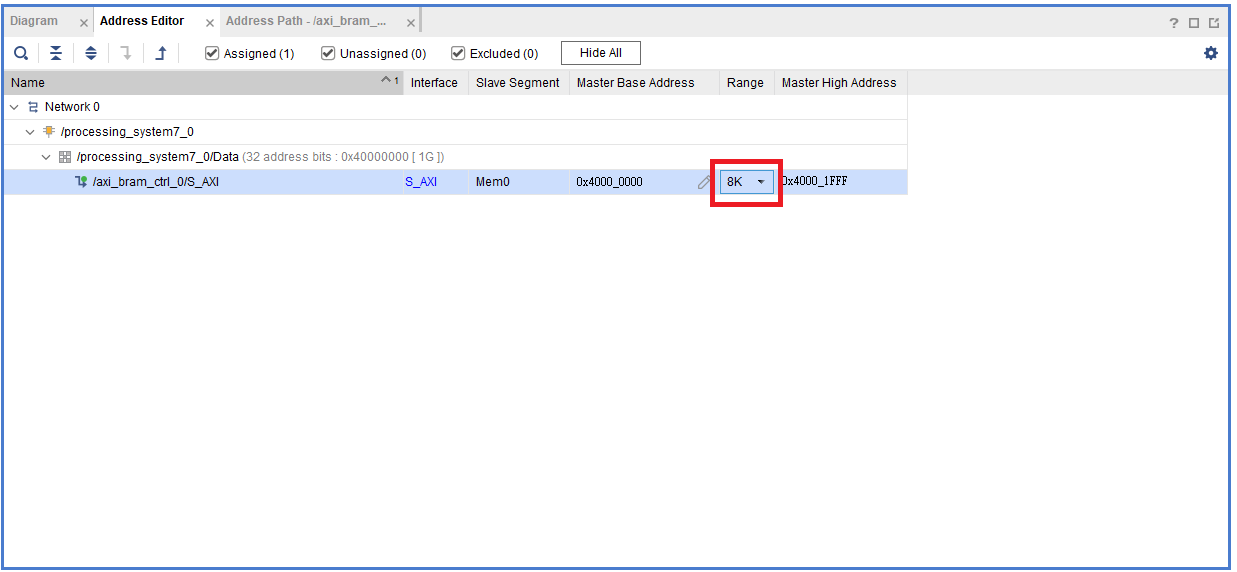 Diagram × Address Editor × Address Path - /axi_bram_... × ?
Assigned (1) Unassigned (0) Excluded (0) Hide All
Name 1 Interface Slave Segment Master Base Address Range Master High Address
Network 0
/processing_system7_0
/processing_system7_0/Data (32 address bits : 0x40000000 [ 1G ])
/axi_bram_ctrl_0/S_AXI S_AXI Mem0 0x4000_0000 8K 0x4000_1FFF